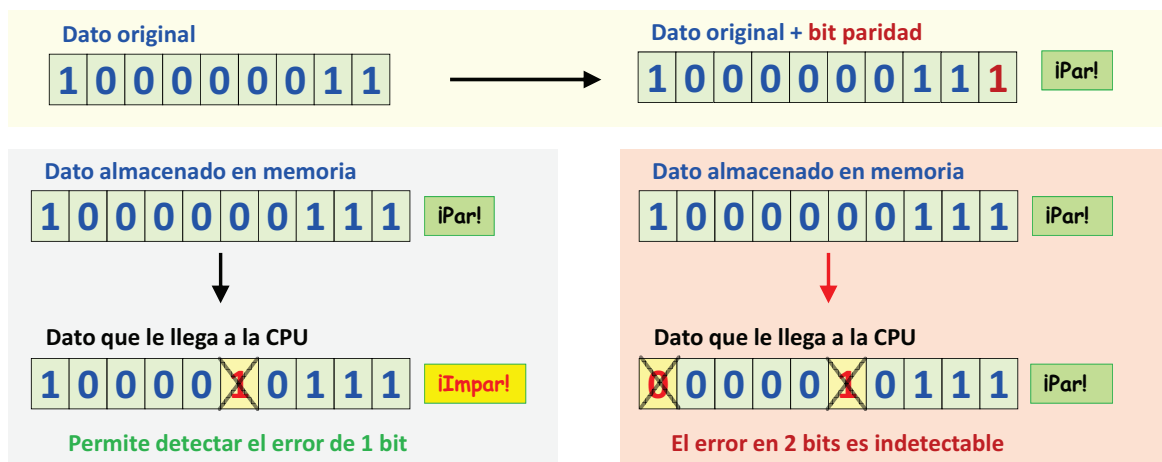 Dato original
1 0 0 0 0 0 0 1 1
Dato original + bit paridad
1 0 0 0 0 0 0 1 1 1
¡Par!
Dato almacenado en memoria
1 0 0 0 0 0 0 1 1 1
¡Par!
Dato que le llega a la CPU
1 0 0 0 0 1 0 1 1 1
¡Impar!
Permite detectar el error de 1 bit
Dato almacenado en memoria
1 0 0 0 0 0 0 1 1 1
¡Par!
Dato que le llega a la CPU
0 0 0 0 0 1 0 1 1 1
¡Par!
El error en 2 bits es indetectable